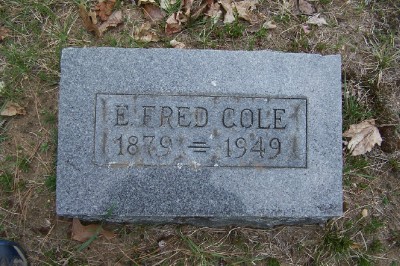 E. FRED COLE
1879 = 1949